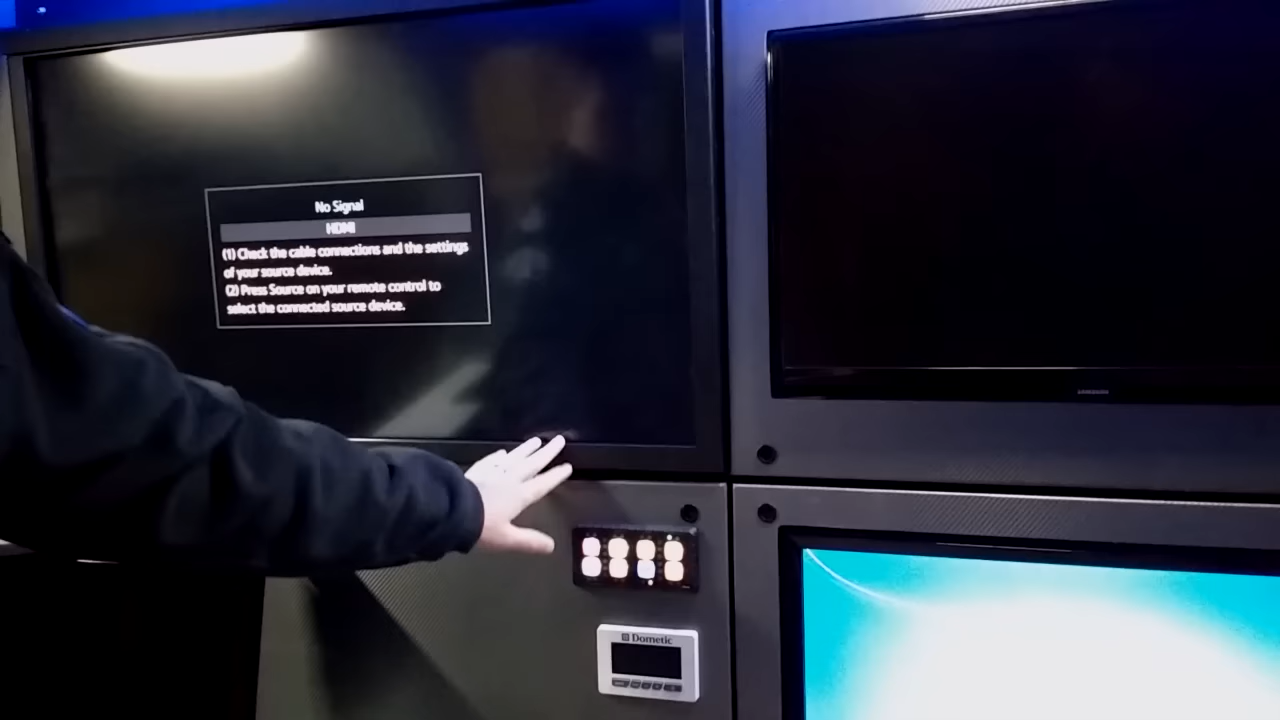 No Signal
HDMI
(1) Check the cable connections and the settings
of your source device.
(2) Press Source on your remote control to
select the connected source device.
SAMSUNG
Dometic